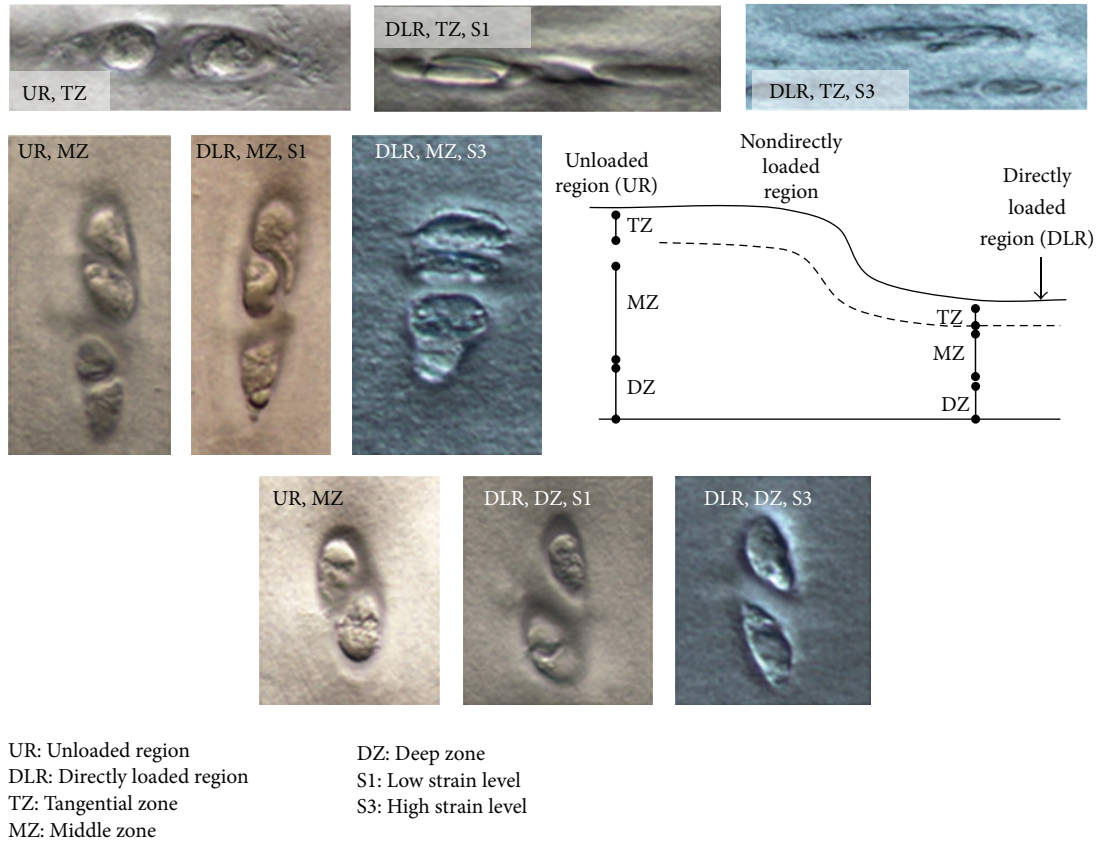 UR, TZ
DLR, TZ, S1
DLR, TZ, S3
UR, MZ
DLR, MZ, S1
DLR, MZ, S3
Unloaded
region (UR)
Nondirectly
loaded
region
Directly
loaded
region (DLR)
TZ
MZ
DZ
TZ
MZ
DZ
UR, MZ
DLR, DZ, S1
DLR, DZ, S3
UR: Unloaded region
DLR: Directly loaded region
TZ: Tangential zone
MZ: Middle zone
DZ: Deep zone
S1: Low strain level
S3: High strain level